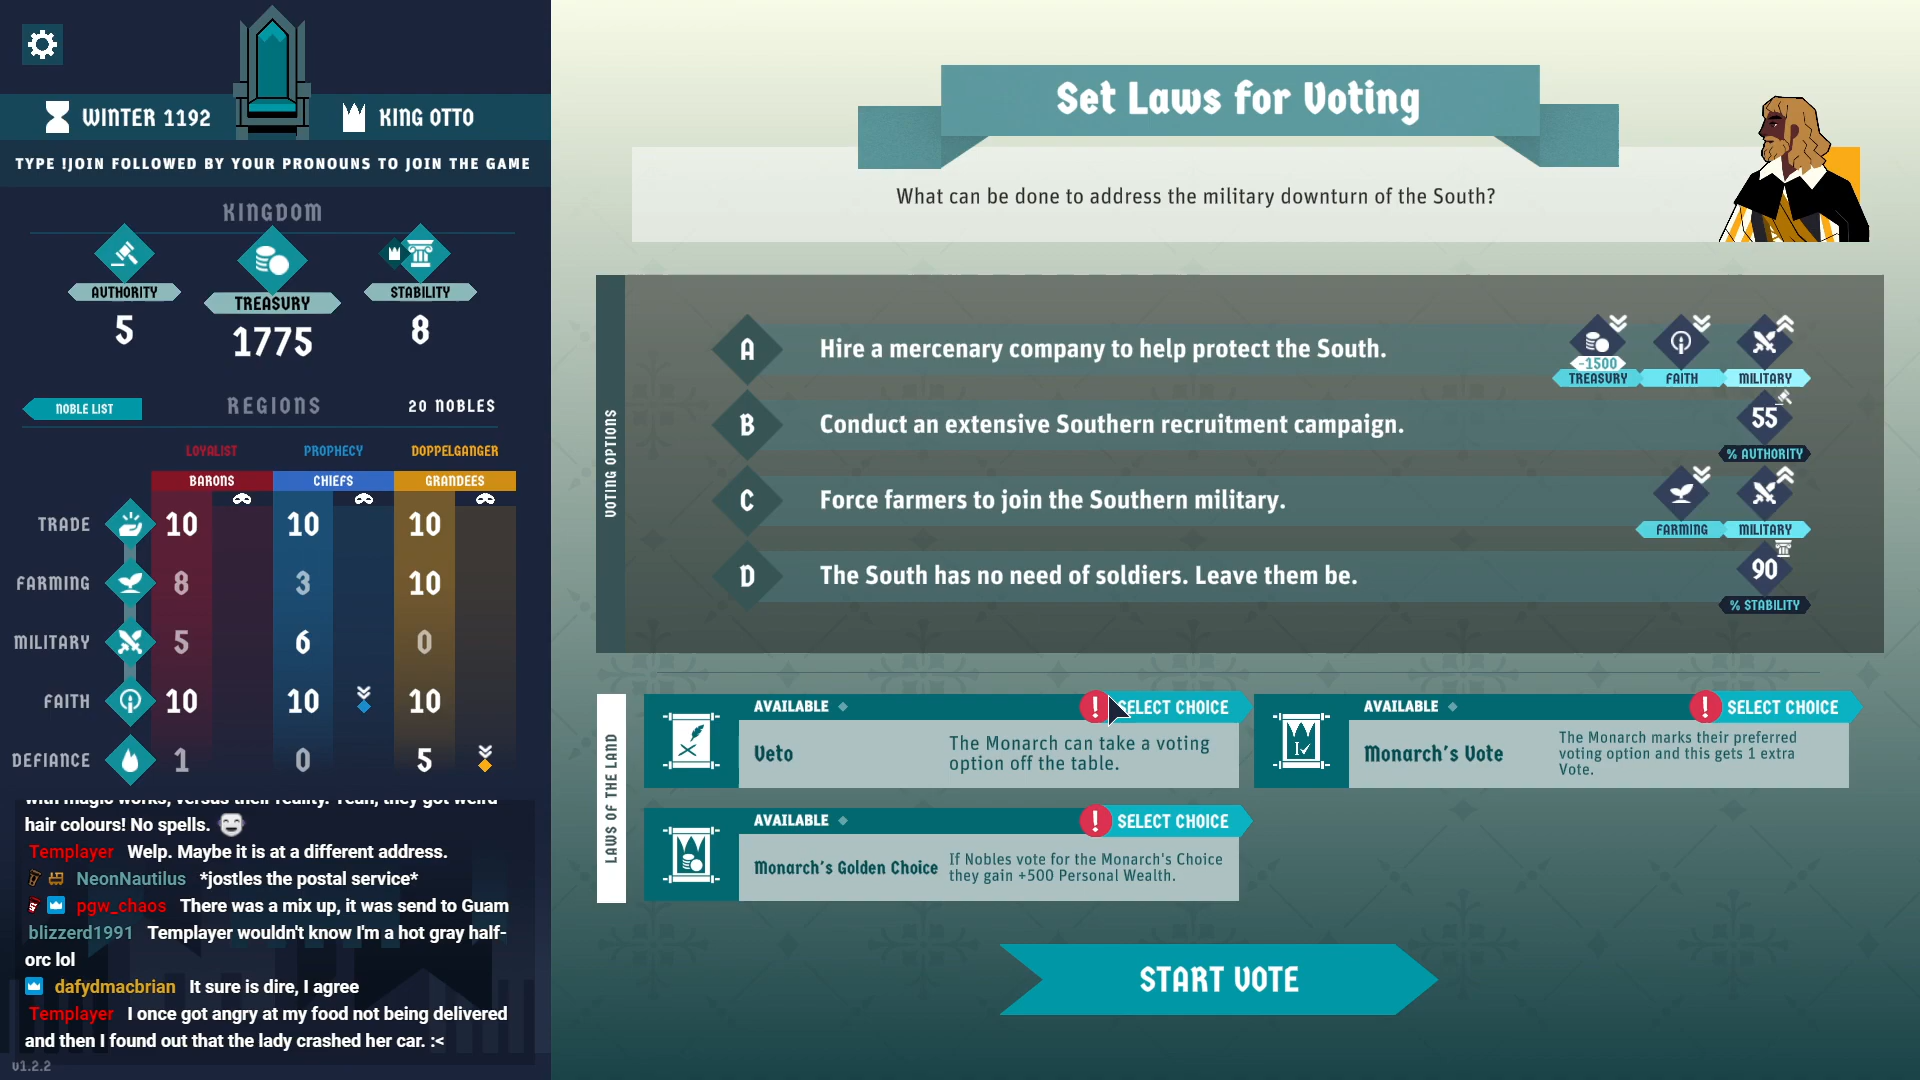 WINTER 1192
KING OTTO
TYPE !JOIN FOLLOWED BY YOUR PRONOUNS TO JOIN THE GAME
KINGDOM
AUTHORITY
TREASURY
STABILITY
5
1775
8
NOBLE LIST
REGIONS
20 NOBLES
LOYALIST
PROPHECY
DOPPELGANGER
BARONS
CHIEFS
GRANDEES
TRADE 10 10 10
FARMING 8 3 10
MILITARY 5 6 0
FAITH 10 10 10
DEFIANCE 1 0 5
with magic works, versus their reality. Yeah, they got weird
hair colours! No spells.
Templayer Welp. Maybe it is at a different address.
NeonNautilus *jostles the postal service*
pgw_chaos There was a mix up, it was send to Guam
blizzerd1991 Templayer wouldn't know I'm a hot gray half-
orc lol
dafydmacbrian It sure is dire, I agree
Templayer I once got angry at my food not being delivered
and then I found out that the lady crashed her car. :<
v1.2.2
Set Laws for Voting
What can be done to address the military downturn of the South?
VOTING OPTIONS
A Hire a mercenary company to help protect the South.
-1500
TREASURY
FAITH
MILITARY
B Conduct an extensive Southern recruitment campaign.
55
% AUTHORITY
C Force farmers to join the Southern military.
FARMING
MILITARY
D The South has no need of soldiers. Leave them be.
90
% STABILITY
LAWS OF THE LAND
AVAILABLE
! SELECT CHOICE
Veto
The Monarch can take a voting
option off the table.
AVAILABLE
! SELECT CHOICE
Monarch's Vote
The Monarch marks their preferred
voting option and this gets 1 extra
Vote.
AVAILABLE
! SELECT CHOICE
Monarch's Golden Choice
If Nobles vote for the Monarch's Choice
they gain +500 Personal Wealth.
START VOTE